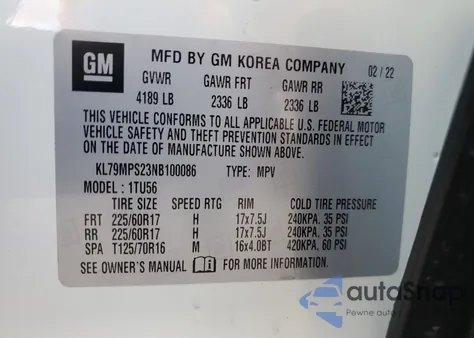 GM
MFD BY GM KOREA COMPANY 02 / 22
GVWR GAWR FRT GAWR RR
4189 LB 2336 LB 2336 LB
THIS VEHICLE CONFORMS TO ALL APPLICABLE U.S. FEDERAL MOTOR
VEHICLE SAFETY AND THEFT PREVENTION STANDARDS IN EFFECT
ON THE DATE OF MANUFACTURE SHOWN ABOVE.
KL79MPS23NB100086 TYPE: MPV
MODEL : 1TU56
TIRE SIZE SPEED RTG RIM COLD TIRE PRESSURE
FRT 225/60R17 H 17x7.5J 240KPA, 35 PSI
RR 225/60R17 H 17x7.5J 240KPA, 35 PSI
SPA T125/70R16 M 16x4.0BT 420KPA, 60 PSI
SEE OWNER'S MANUAL FOR MORE INFORMATION.
autoSnap
Pewne auto